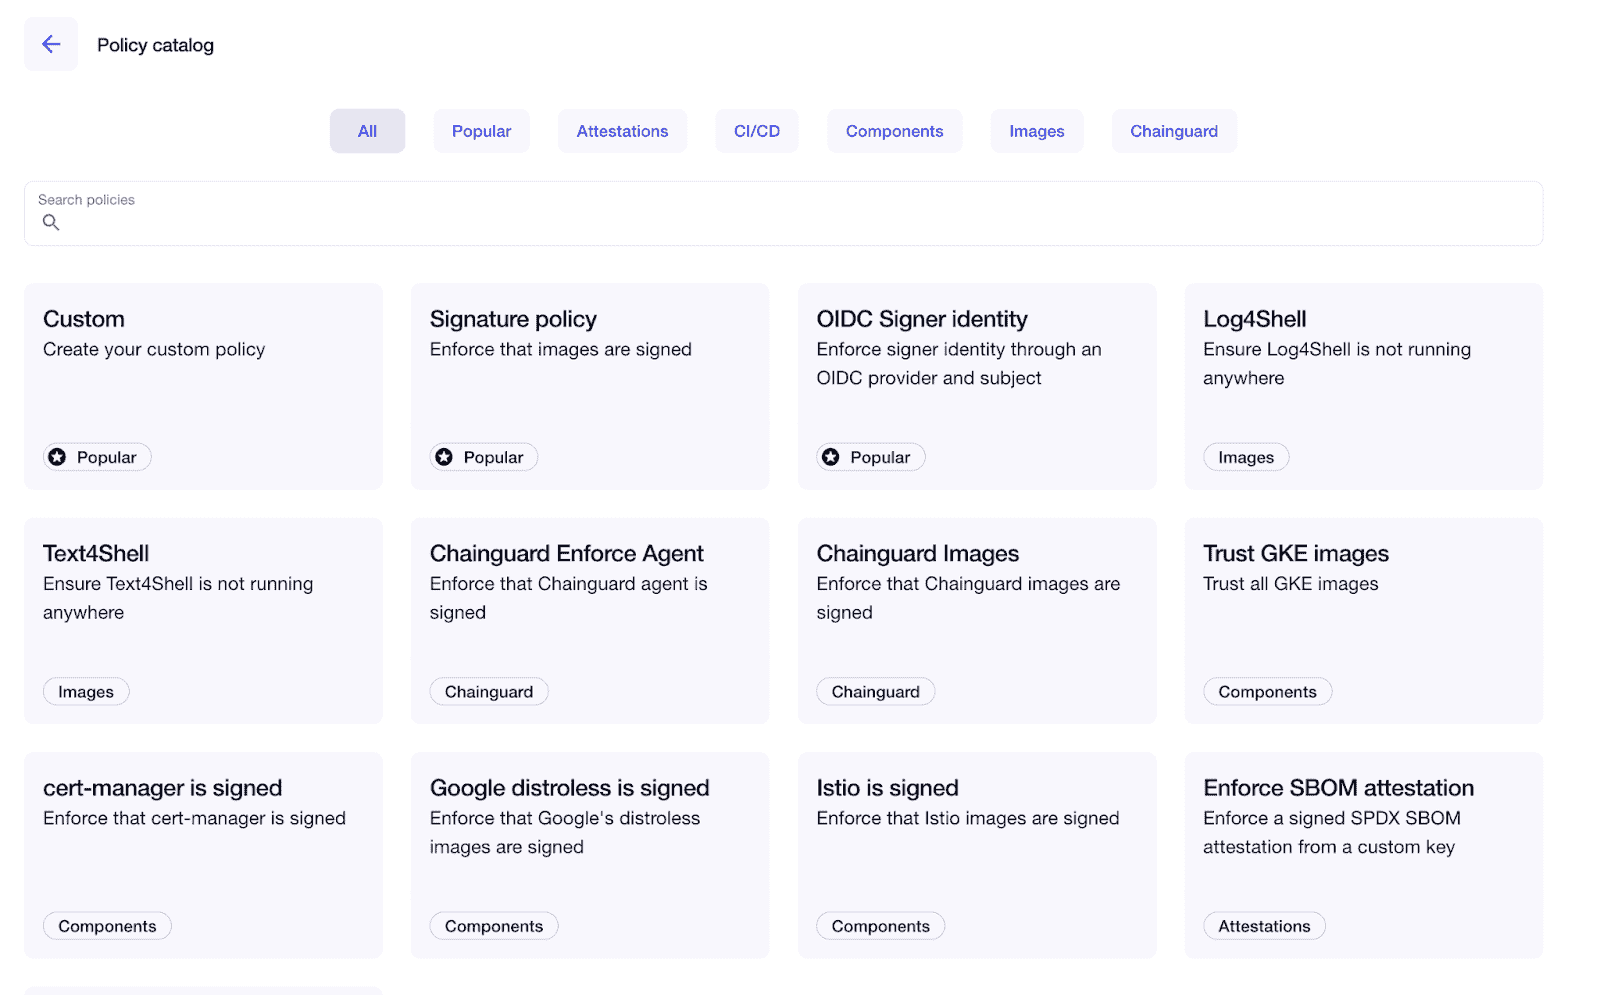 Policy catalog
All
Popular
Attestations
CI/CD
Components
Images
Chainguard
Search policies
Custom
Create your custom policy
Popular
Signature policy
Enforce that images are signed
Popular
OIDC Signer identity
Enforce signer identity through an
OIDC provider and subject
Popular
Log4Shell
Ensure Log4Shell is not running
anywhere
Images
Text4Shell
Ensure Text4Shell is not running
anywhere
Images
Chainguard Enforce Agent
Enforce that Chainguard agent is
signed
Chainguard
Chainguard Images
Enforce that Chainguard images are
signed
Chainguard
Trust GKE images
Trust all GKE images
Components
cert-manager is signed
Enforce that cert-manager is signed
Components
Google distroless is signed
Enforce that Google's distroless
images are signed
Components
Istio is signed
Enforce that Istio images are signed
Components
Enforce SBOM attestation
Enforce a signed SPDX SBOM
attestation from a custom key
Attestations